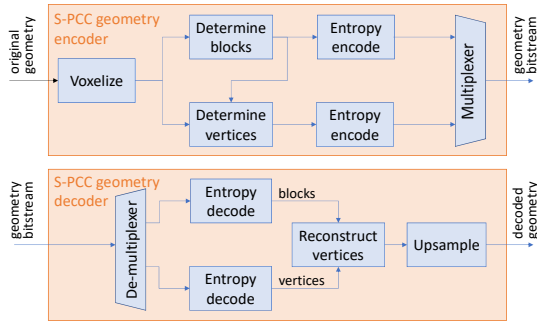 S-PCC geometry
encoder
original
geometry
Voxelize
Determine
blocks
Entropy
encode
Determine
vertices
Entropy
encode
Multiplexer
geometry
bitstream
S-PCC geometry
decoder
geometry
bitstream
De-multiplexer
Entropy
decode
blocks
Entropy
decode
vertices
Reconstruct
vertices
Upsample
decoded
geometry